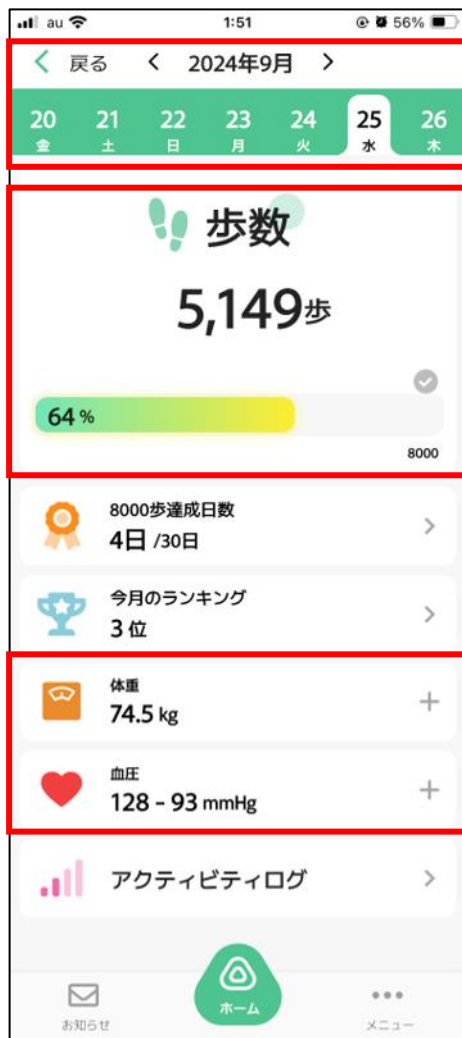 au 1:51 56%
戻る 2024年9月
20 21 22 23 24 25 26
金 土 日 月 火 水 木
歩数
5,149歩
64 %
8000
8000歩達成日数
4日 /30日
今月のランキング
3 位
体重
74.5 kg
血圧
128 - 93 mmHg
アクティビティログ
お知らせ ホーム メニュー